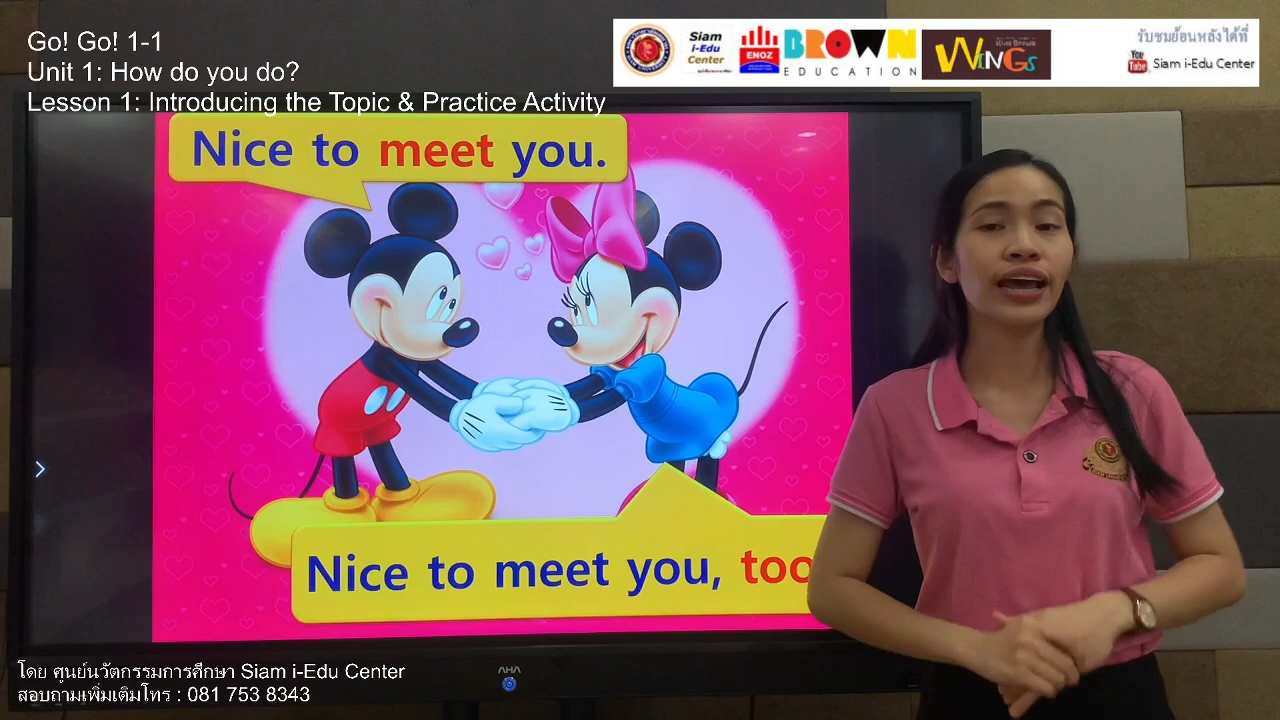 Go! Go! 1-1
Unit 1: How do you do?
Lesson 1: Introducing the Topic & Practice Activity
Siam
i-Edu
Center
ENOZ
BROWN
EDUCATION
WINGS
รับชมย้อนหลังได้ที่
You
Tube
Siam i-Edu Center
Nice to meet you.
Nice to meet you, too
AHA
โดย ศูนย์นวัตกรรมการศึกษา Siam i-Edu Center
สอบถามเพิ่มเติมโทร : 081 753 8343